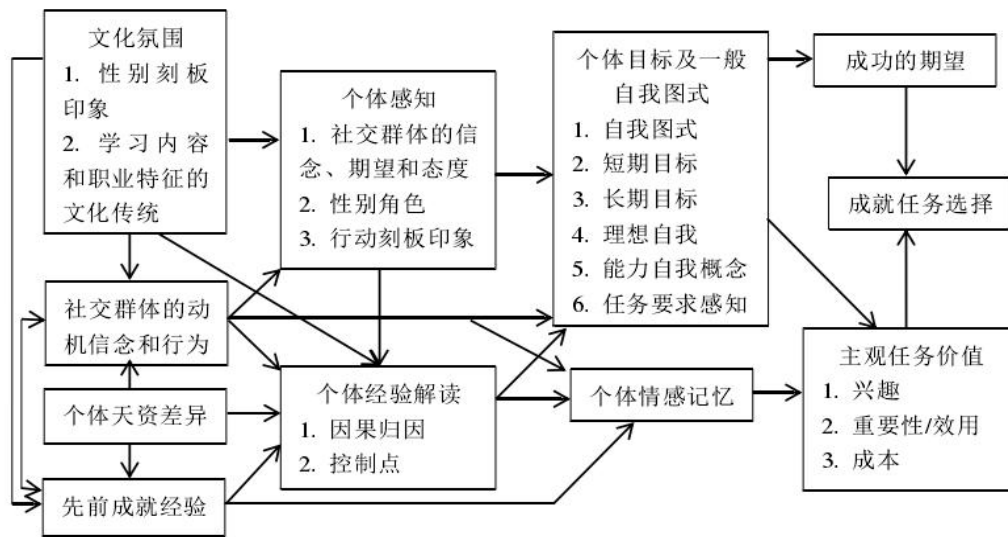 文化氛围
1. 性别刻板
印象
2. 学习内容
和职业特征的
文化传统
社交群体的动
机信念和行为
个体天资差异
先前成就经验
个体感知
1. 社交群体的信
念、期望和态度
2. 性别角色
3. 行动刻板印象
个体经验解读
1. 因果归因
2. 控制点
个体目标及一般
自我图式
1. 自我图式
2. 短期目标
3. 长期目标
4. 理想自我
5. 能力自我概念
6. 任务要求感知
个体情感记忆
成功的期望
成就任务选择
主观任务价值
1. 兴趣
2. 重要性/效用
3. 成本